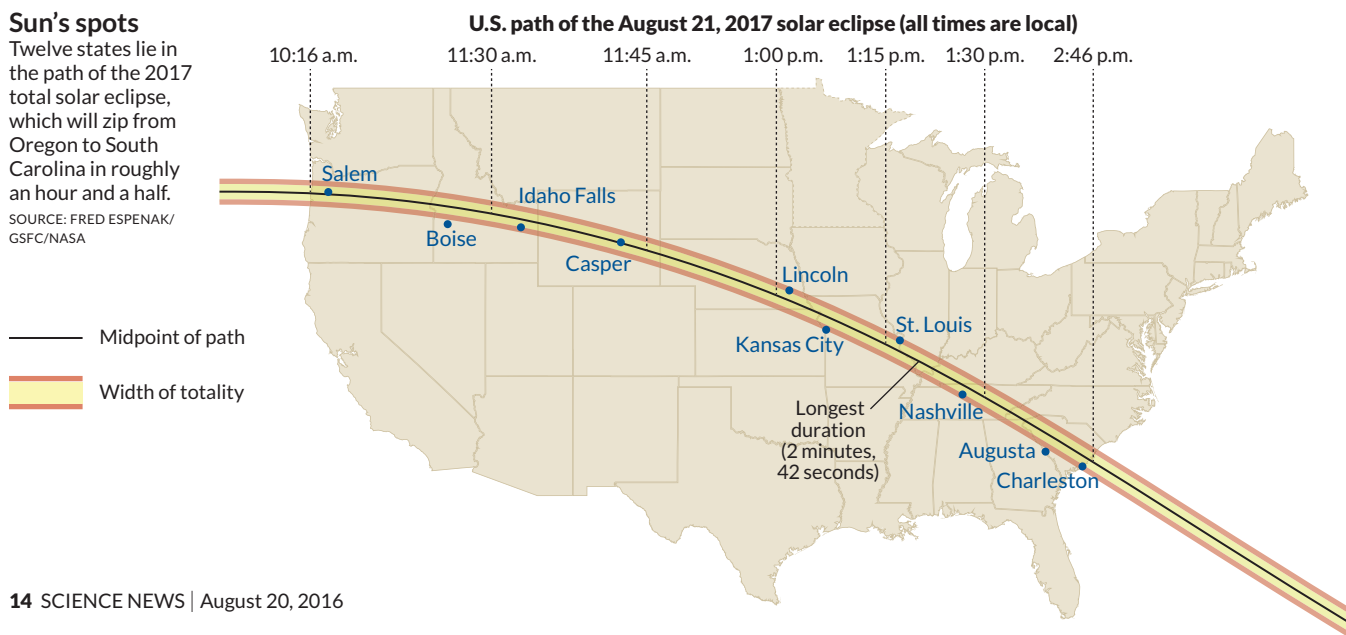 Sun's spots
Twelve states lie in
the path of the 2017
total solar eclipse,
which will zip from
Oregon to South
Carolina in roughly
an hour and a half.
SOURCE: FRED ESPENAK/
GSFC/NASA
Midpoint of path
Width of totality
U.S. path of the August 21, 2017 solar eclipse (all times are local)
10:16 a.m. 11:30 a.m. 11:45 a.m. 1:00 p.m. 1:15 p.m. 1:30 p.m. 2:46 p.m.
Salem
Idaho Falls
Boise
Casper
Lincoln
Kansas City
St. Louis
Longest
duration
(2 minutes,
42 seconds)
Nashville
Augusta
Charleston
14 SCIENCE NEWS | August 20, 2016